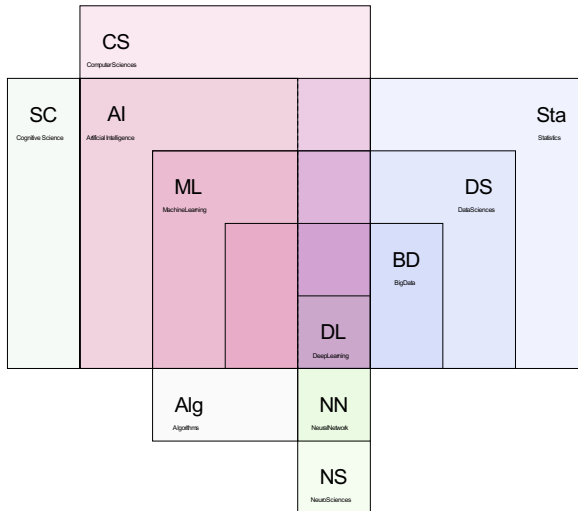 CS
ComputerSciences
SC
Cognitive Science
AI
Artificial Intelligence
Sta
Statistics
ML
MachineLearning
DS
DataSciences
BD
BigData
DL
DeepLearning
Alg
Algorithms
NN
NeuralNetwork
NS
NeuroSciences